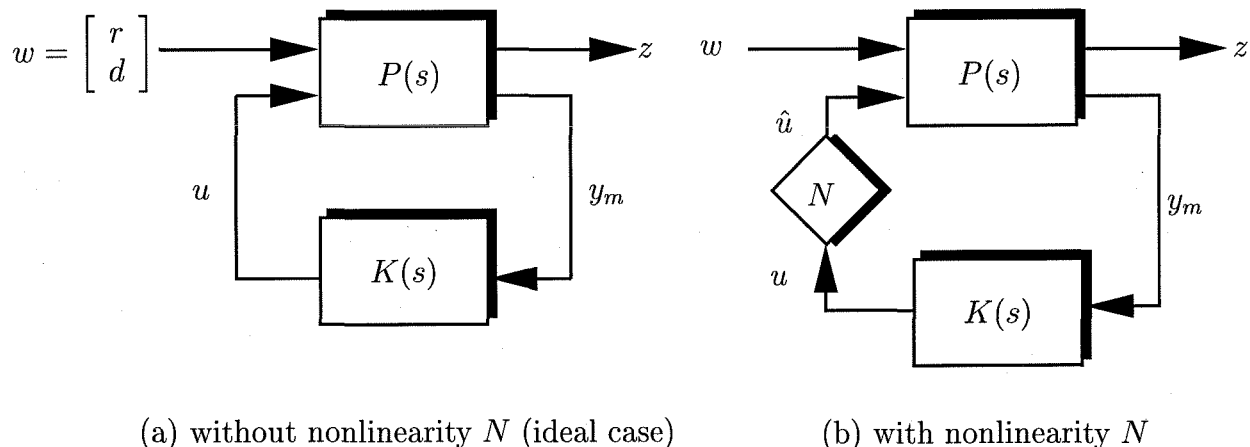 w = [ r
d ]
P(s)
z
u
y_m
K(s)
(a) without nonlinearity N (ideal case)
w
P(s)
z
û
N
y_m
u
K(s)
(b) with nonlinearity N